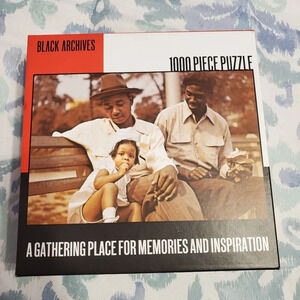 BLACK ARCHIVES
1000 PIECE PUZZLE
A GATHERING PLACE FOR MEMORIES AND INSPIRATION